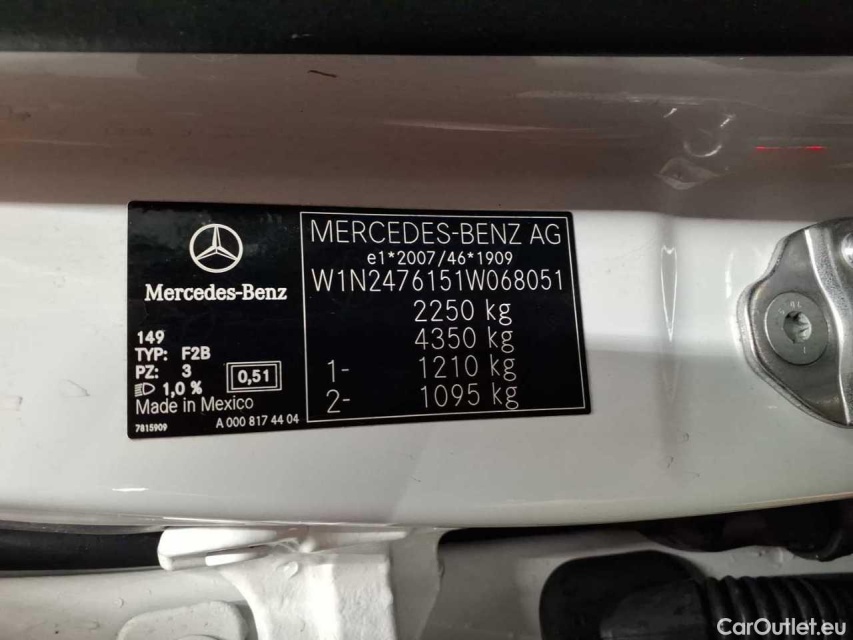 Mercedes-Benz
149
TYP: F2B
PZ: 3
1,0 %
0,51
Made in Mexico
7815909
A 000 817 44 04
MERCEDES-BENZ AG
e1*2007/46*1909
W1N2476151W068051
2250 kg
4350 kg
1- 1210 kg
2- 1095 kg
CarOutlet.eu